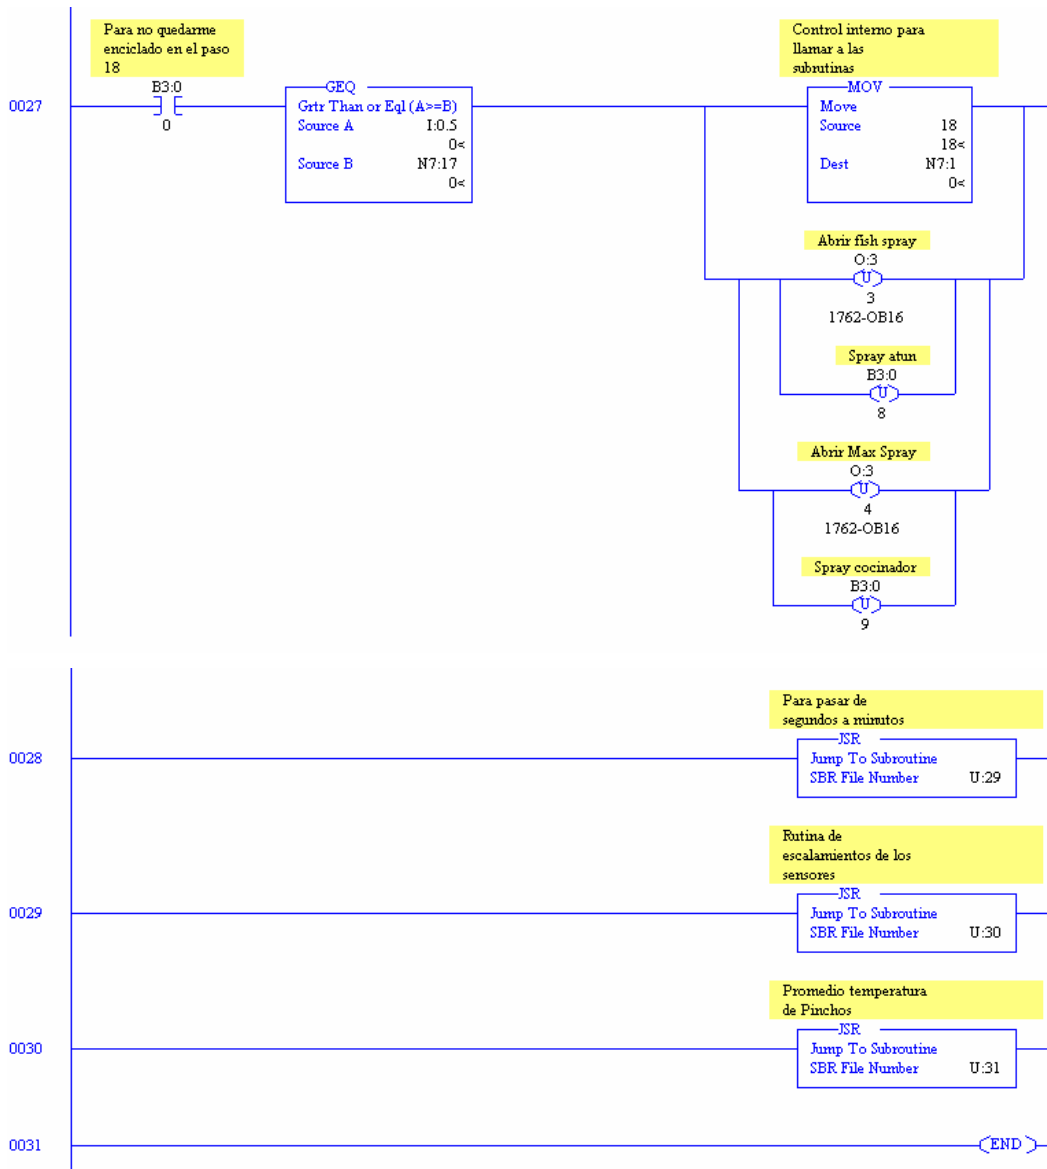 Para no quedarme
enciclado en el paso
18
B3:0
0
0027
GEQ
Grtr Than or Eql (A>=B)
Source A I:0.5
0<
Source B N7:17
0<
Control interno para
llamar a las
subrutinas
MOV
Move
Source 18
18<
Dest N7:1
0<
Abrir fish spray
O:3
U
3
1762-OB16
Spray atun
B3:0
U
8
Abrir Max Spray
O:3
U
4
1762-OB16
Spray cocinador
B3:0
U
9
Para pasar de
segundos a minutos
0028
JSR
Jump To Subroutine
SBR File Number U:29
Rutina de
escalamientos de los
sensores
0029
JSR
Jump To Subroutine
SBR File Number U:30
Promedio temperatura
de Pinchos
0030
JSR
Jump To Subroutine
SBR File Number U:31
0031
END